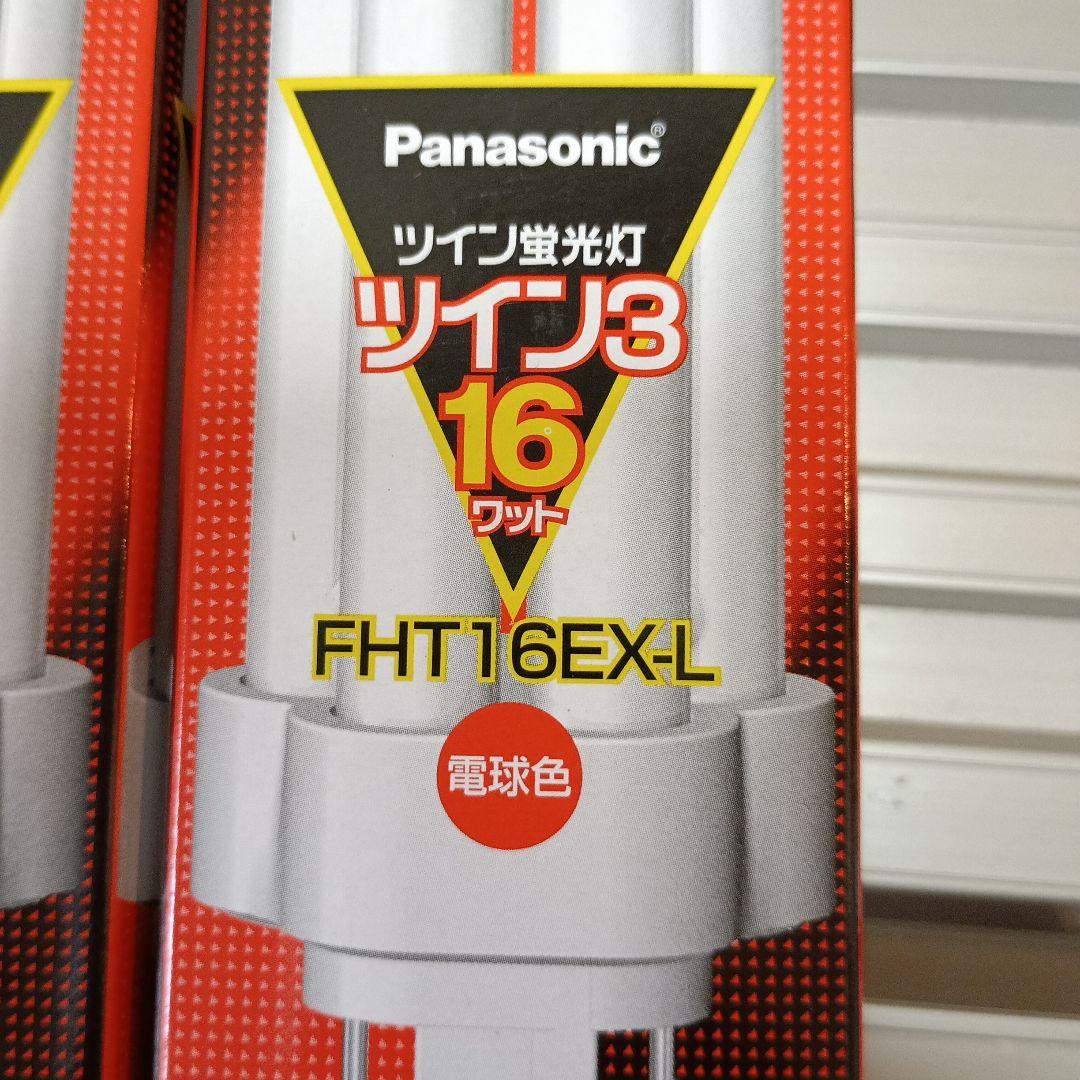 Panasonic®
ツイン蛍光灯
ツイン3
16
ワット
FHT16EX-L
電球色